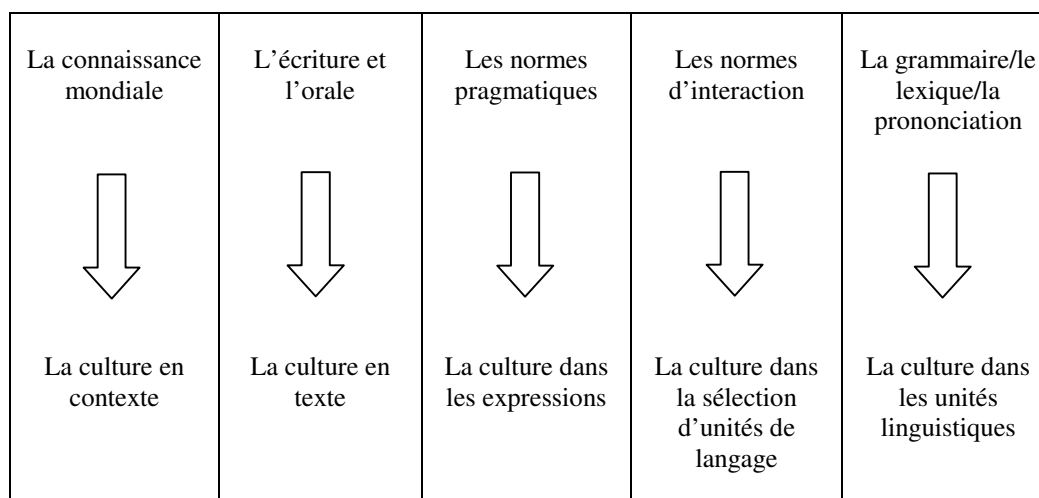 La connaissance
mondiale
La culture en
contexte
L'écriture et
l'orale
La culture en
texte
Les normes
pragmatiques
La culture dans
les expressions
Les normes
d'interaction
La culture dans
la sélection
d'unités de
langage
La grammaire/le
lexique/la
prononciation
La culture dans
les unités
linguistiques